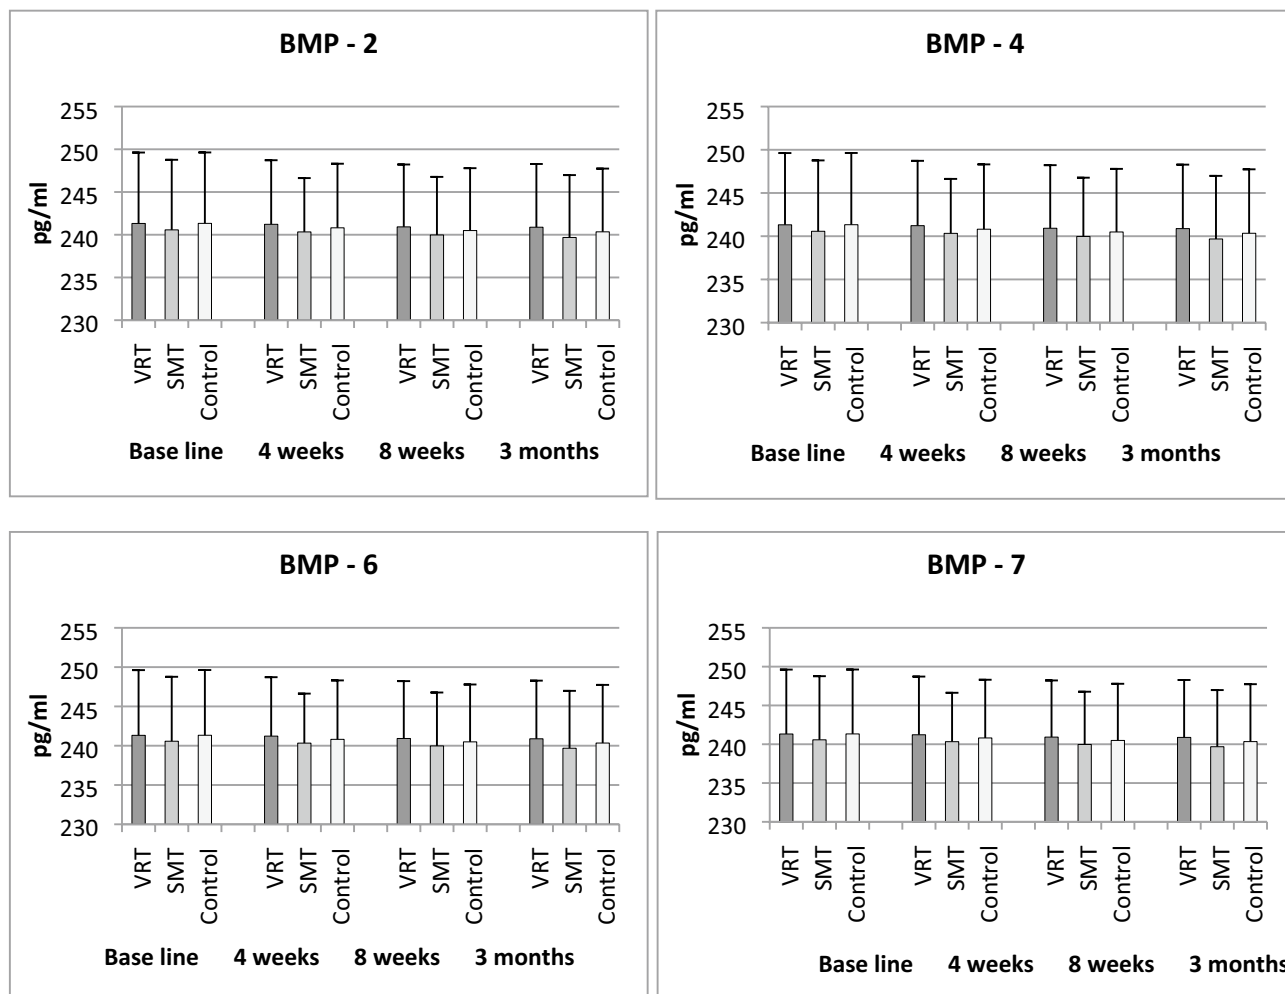 BMP - 2
pg/ml
255
250
245
240
235
230
VRT SMT Control VRT SMT Control VRT SMT Control VRT SMT Control
Base line 4 weeks 8 weeks 3 months
BMP - 4
pg/ml
255
250
245
240
235
230
VRT SMT Control VRT SMT Control VRT SMT Control VRT SMT Control
Base line 4 weeks 8 weeks 3 months
BMP - 6
pg/ml
255
250
245
240
235
230
VRT SMT Control VRT SMT Control VRT SMT Control VRT SMT Control
Base line 4 weeks 8 weeks 3 months
BMP - 7
pg/ml
255
250
245
240
235
230
VRT SMT Control VRT SMT Control VRT SMT Control VRT SMT Control
Base line 4 weeks 8 weeks 3 months